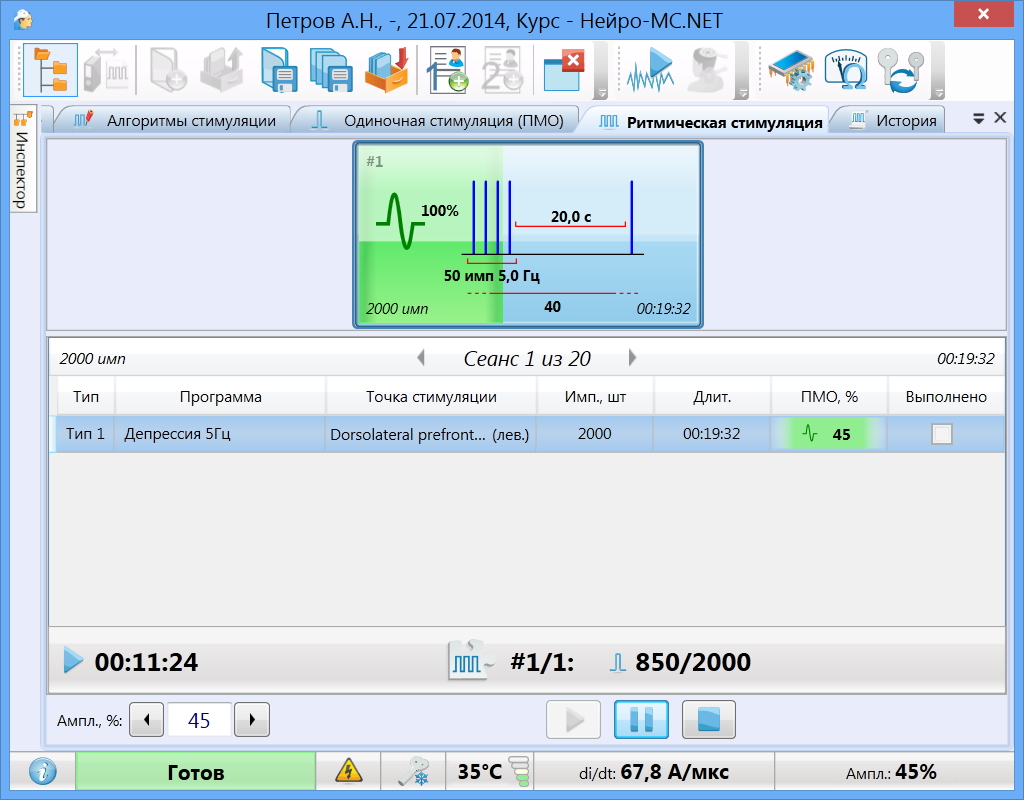 Петров А.Н., -, 21.07.2014, Курс - Нейро-МС.NET
1
2
Инспектор
Алгоритмы стимуляции
Одиночная стимуляция (ПМО)
Ритмическая стимуляция
История
#1
100%
20,0 с
50 имп 5,0 Гц
2000 имп
40
00:19:32
2000 имп
Сеанс 1 из 20
00:19:32
Тип Программа Точка стимуляции Имп., шт Длит. ПМО, % Выполнено
Тип 1 Депрессия 5Гц Dorsolateral prefront... (лев.) 2000 00:19:32 45
00:11:24 #1/1: 850/2000
Ампл., %: 45
Готов 35°C di/dt: 67,8 А/мкс Ампл.: 45%